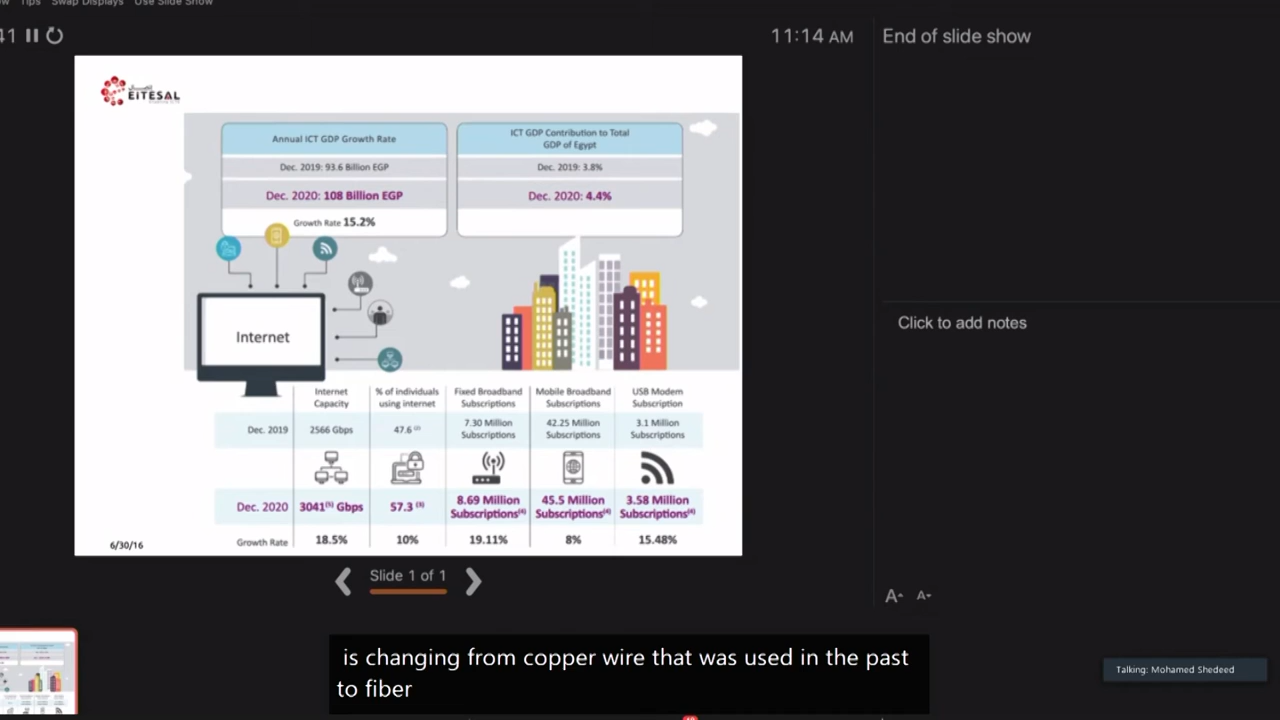 Tips Swap Displays Use Slide Show
41
11:14 AM
End of slide show
EITESAL
Annual ICT GDP Growth Rate
Dec. 2019: 93.6 Billion EGP
Dec. 2020: 108 Billion EGP
Growth Rate 15.2%
ICT GDP Contribution to Total
GDP of Egypt
Dec. 2019: 3.8%
Dec. 2020: 4.4%
Click to add notes
Internet
Internet Capacity
% of individuals using internet
Fixed Broadband Subscriptions
Mobile Broadband Subscriptions
USB Modem Subscription
Dec. 2019
2566 Gbps
47.6 (2)
7.30 Million Subscriptions
42.25 Million Subscriptions
3.1 Million Subscriptions
Dec. 2020
3041(5) Gbps
57.3 (3)
8.69 Million Subscriptions(4)
45.5 Million Subscriptions(4)
3.58 Million Subscriptions(4)
Growth Rate
18.5%
10%
19.11%
8%
15.48%
6/30/16
Slide 1 of 1
A A
is changing from copper wire that was used in the past
to fiber
Talking: Mohamed Shedeed